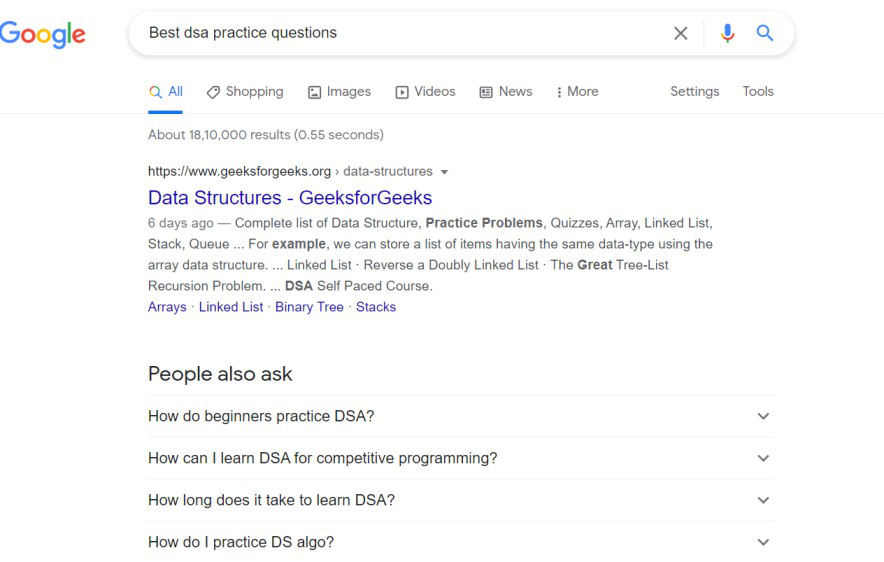 Google
Best dsa practice questions
All Shopping Images Videos News More Settings Tools
About 18,10,000 results (0.55 seconds)
https://www.geeksforgeeks.org › data-structures
Data Structures - GeeksforGeeks
6 days ago — Complete list of Data Structure, Practice Problems, Quizzes, Array, Linked List,
Stack, Queue ... For example, we can store a list of items having the same data-type using the
array data structure. ... Linked List · Reverse a Doubly Linked List · The Great Tree-List
Recursion Problem. ... DSA Self Paced Course.
Arrays · Linked List · Binary Tree · Stacks
People also ask
How do beginners practice DSA?
How can I learn DSA for competitive programming?
How long does it take to learn DSA?
How do I practice DS algo?